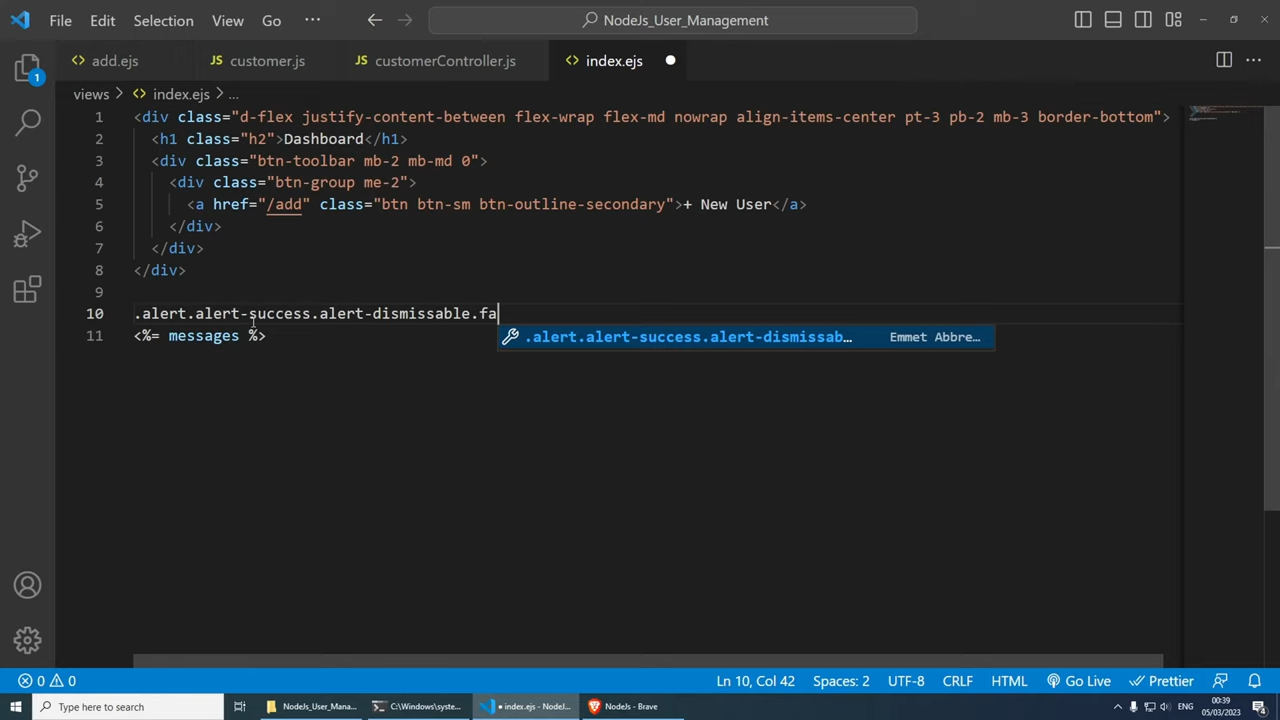 File Edit Selection View Go ··· NodeJs_User_Management
add.ejs JS customer.js JS customerController.js index.ejs
views > index.ejs > ...
1 <div class="d-flex justify-content-between flex-wrap flex-md nowrap align-items-center pt-3 pb-2 mb-3 border-bottom">
2 <h1 class="h2">Dashboard</h1>
3 <div class="btn-toolbar mb-2 mb-md 0">
4 <div class="btn-group me-2">
5 <a href="/add" class="btn btn-sm btn-outline-secondary">+ New User</a>
6 </div>
7 </div>
8 </div>
9
10 .alert.alert-success.alert-dismissable.fa
11 <%= messages %>
.alert.alert-success.alert-dismissab… Emmet Abbre…
1
0 0 Ln 10, Col 42 Spaces: 2 UTF-8 CRLF HTML Go Live Prettier
Type here to search NodeJs_User_Mana... C:\Windows\syste... • index.ejs - NodeJ... NodeJs - Brave ENG 00:39
05/03/2023 4